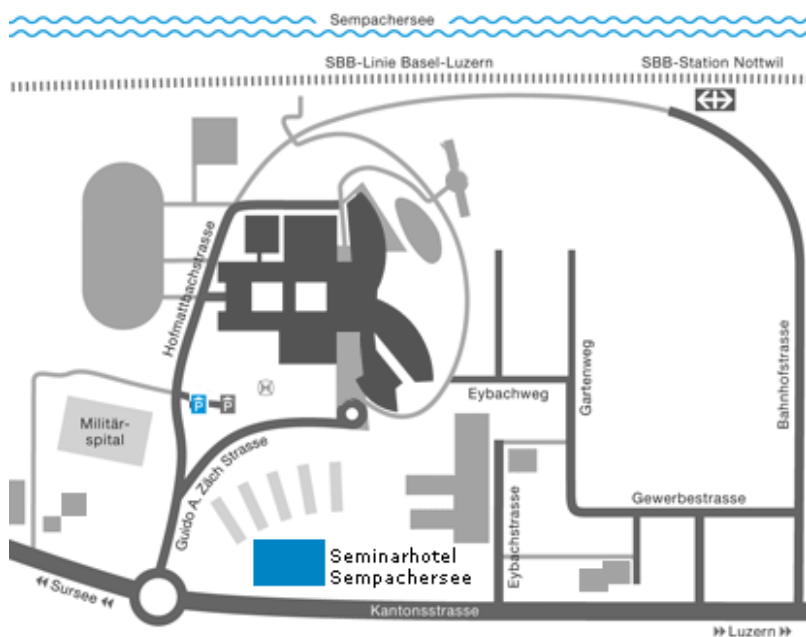 Sempachersee
SBB-Linie Basel-Luzern
SBB-Station Nottwil
Hofmattbachstrasse
Bahnhofstrasse
Gartenweg
Eybachweg
P
P
H
Militär-
spital
Guido A. Zäch Strasse
Gewerbestrasse
Eybachstrasse
Seminarhotel
Sempachersee
Sursee
Kantonsstrasse
Luzern